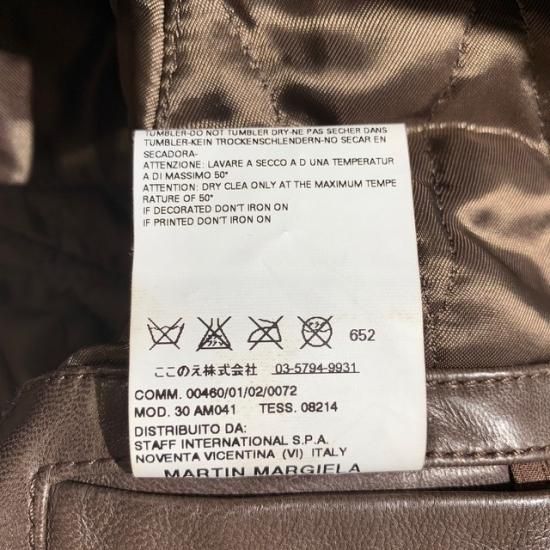 TUMBLER-DO NOT TUMBLER DRY-NE PAS SECHER DANS
TUMBLER-KEIN TROCKENSCHLENDERN-NO SECAR EN
SECADORA-
ATTENZIONE: LAVARE A SECCO A D UNA TEMPERATUR
A DI MASSIMO 50°
ATTENTION: DRY CLEA ONLY AT THE MAXIMUM TEMPE
RATURE OF 50°
IF DECORATED DON'T IRON ON
IF PRINTED DON'T IRON ON
652
ここのえ株式会社 03-5794-9931
COMM. 00460/01/02/0072
MOD. 30 AM041 TESS. 08214
DISTRIBUITO DA:
STAFF INTERNATIONAL S.P.A.
NOVENTA VICENTINA (VI) ITALY
MARTIN MARGIELA